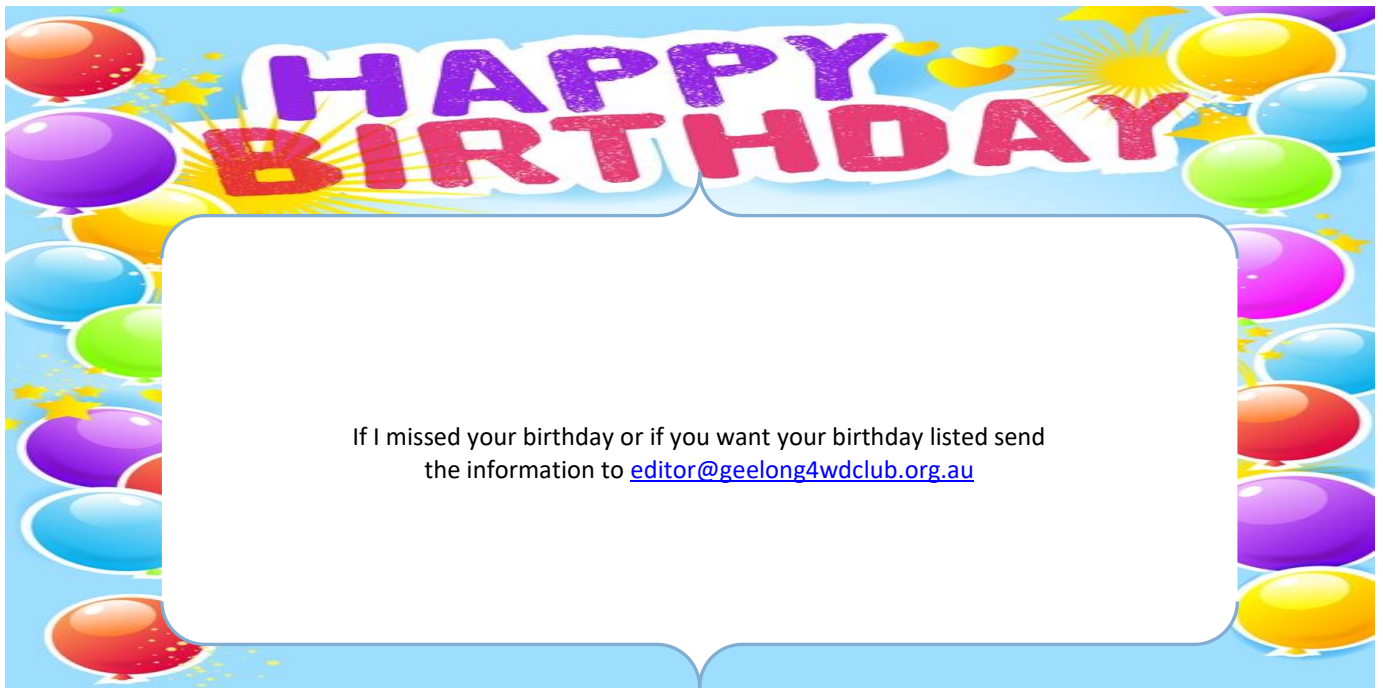 HAPPY
BIRTHDAY
If I missed your birthday or if you want your birthday listed send
the information to editor@geelong4wdclub.org.au